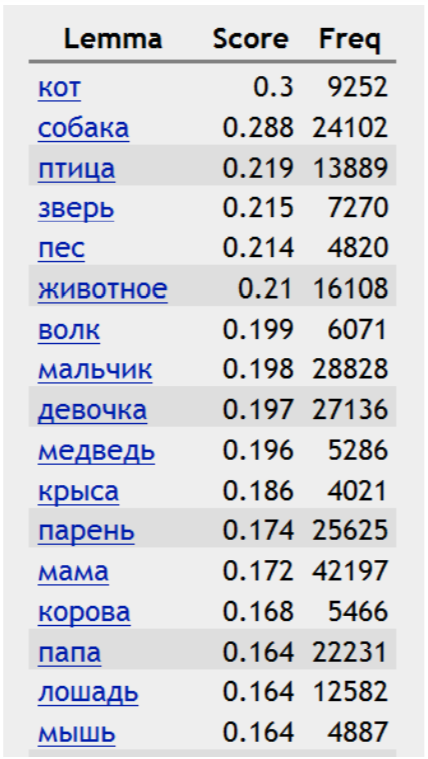 Lemma Score Freq
кот 0.3 9252
собака 0.288 24102
птица 0.219 13889
зверь 0.215 7270
пес 0.214 4820
животное 0.21 16108
волк 0.199 6071
мальчик 0.198 28828
девочка 0.197 27136
медведь 0.196 5286
крыса 0.186 4021
парень 0.174 25625
мама 0.172 42197
корова 0.168 5466
папа 0.164 22231
лошадь 0.164 12582
мышь 0.164 4887